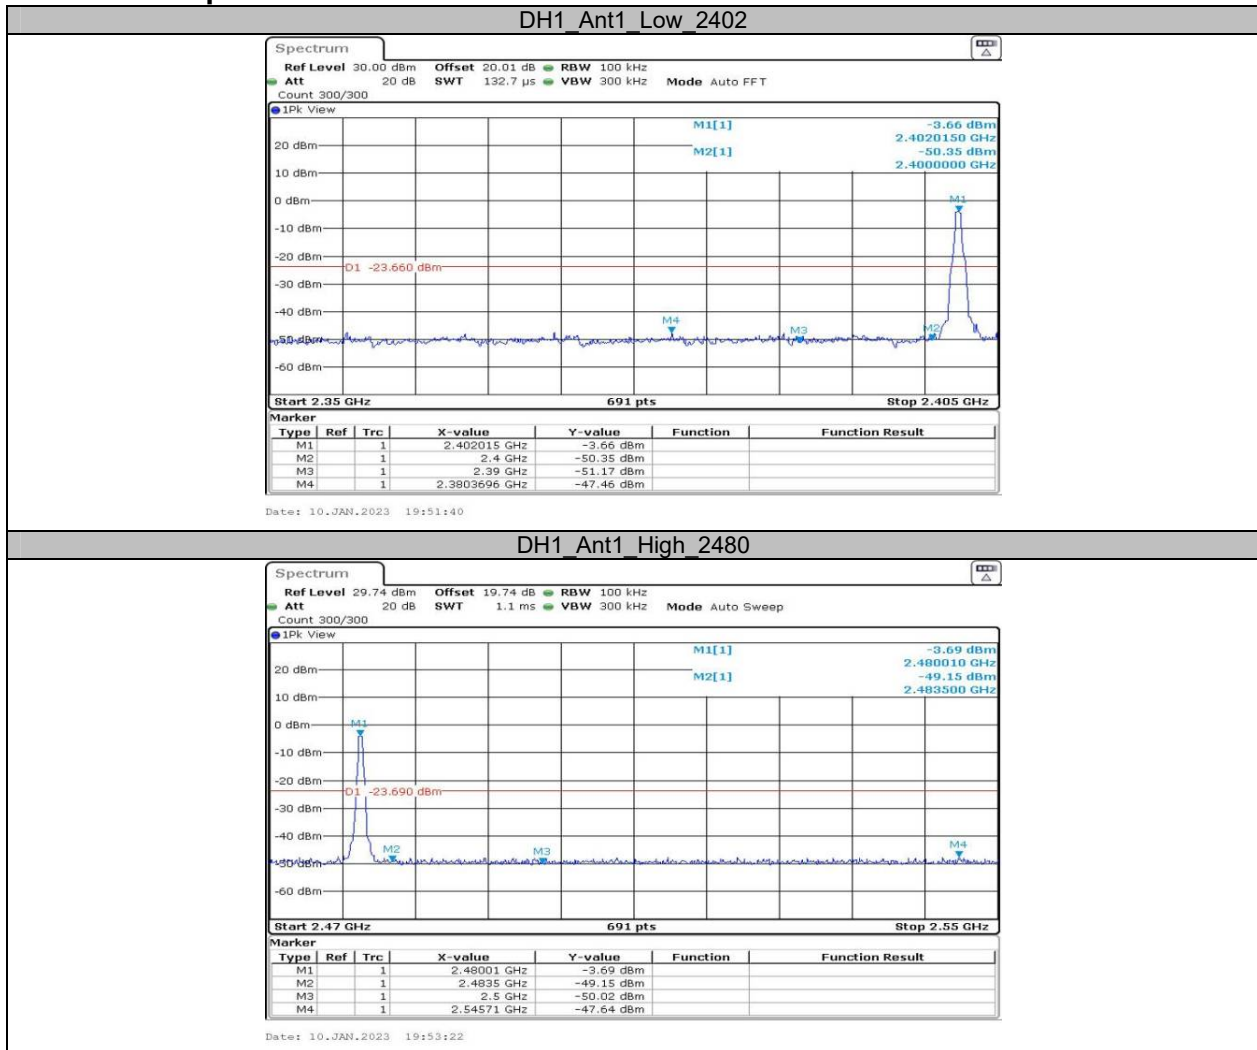 DH1_Ant1_Low_2402
Spectrum
Ref Level 30.00 dBm Offset 20.01 dB RBW 100 kHz
Att 20 dB SWT 132.7 µs VBW 300 kHz Mode Auto FFT
Count 300/300
1Pk View
M1[1] -3.66 dBm
2.4020150 GHz
20 dBm
M2[1] -50.35 dBm
2.4000000 GHz
10 dBm
0 dBm
M1
-10 dBm
-20 dBm
D1 -23.660 dBm
-30 dBm
-40 dBm
M4
M3
M2
-50 dBm
-60 dBm
Start 2.35 GHz 691 pts Stop 2.405 GHz
Marker
Type Ref Trc X-value Y-value Function Function Result
M1 1 2.402015 GHz -3.66 dBm
M2 1 2.4 GHz -50.35 dBm
M3 1 2.39 GHz -51.17 dBm
M4 1 2.3803696 GHz -47.46 dBm
Date: 10.JAN.2023 19:51:40
DH1_Ant1_High_2480
Spectrum
Ref Level 29.74 dBm Offset 19.74 dB RBW 100 kHz
Att 20 dB SWT 1.1 ms VBW 300 kHz Mode Auto Sweep
Count 300/300
1Pk View
M1[1] -3.69 dBm
2.480010 GHz
20 dBm
M2[1] -49.15 dBm
2.483500 GHz
10 dBm
0 dBm
M1
-10 dBm
-20 dBm
D1 -23.690 dBm
-30 dBm
-40 dBm
M2
M3
M4
-50 dBm
-60 dBm
Start 2.47 GHz 691 pts Stop 2.55 GHz
Marker
Type Ref Trc X-value Y-value Function Function Result
M1 1 2.48001 GHz -3.69 dBm
M2 1 2.4835 GHz -49.15 dBm
M3 1 2.5 GHz -50.02 dBm
M4 1 2.54571 GHz -47.64 dBm
Date: 10.JAN.2023 19:53:22